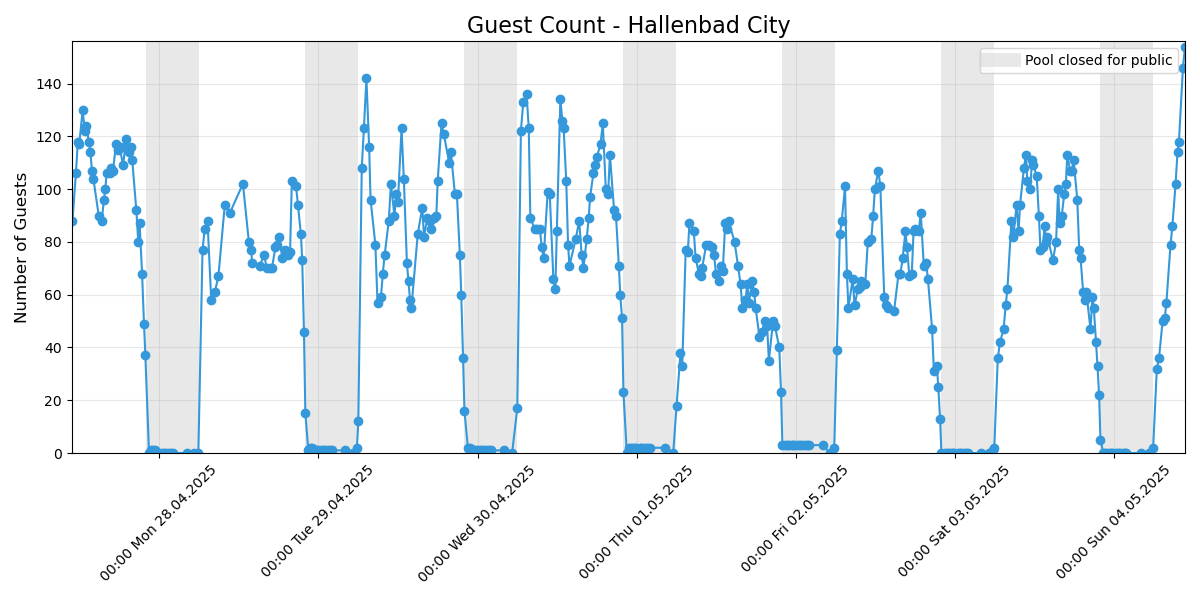 Guest Count - Hallenbad City
Pool closed for public
Number of Guests
140
120
100
80
60
40
20
0
00:00 Mon 28.04.2025
00:00 Tue 29.04.2025
00:00 Wed 30.04.2025
00:00 Thu 01.05.2025
00:00 Fri 02.05.2025
00:00 Sat 03.05.2025
00:00 Sun 04.05.2025